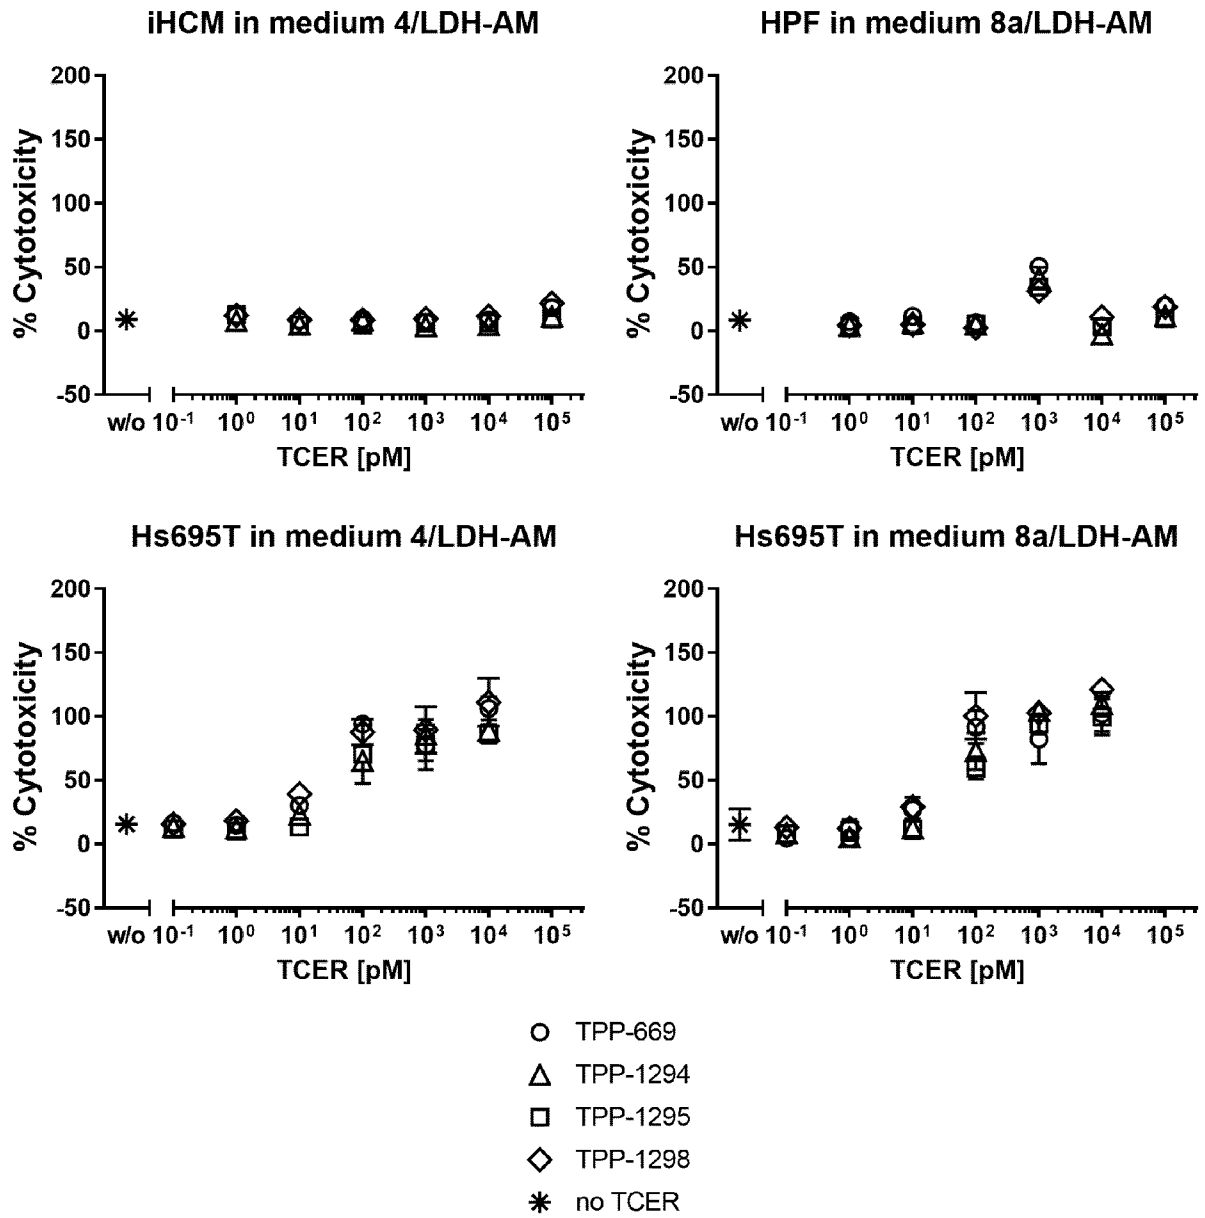 iHCM in medium 4/LDH-AM
HPF in medium 8a/LDH-AM
% Cytotoxicity
200
150
100
50
0
-50
w/o 10⁻¹ 10⁰ 10¹ 10² 10³ 10⁴ 10⁵
TCER [pM]
% Cytotoxicity
200
150
100
50
0
-50
w/o 10⁻¹ 10⁰ 10¹ 10² 10³ 10⁴ 10⁵
TCER [pM]
Hs695T in medium 4/LDH-AM
Hs695T in medium 8a/LDH-AM
% Cytotoxicity
200
150
100
50
0
-50
w/o 10⁻¹ 10⁰ 10¹ 10² 10³ 10⁴ 10⁵
TCER [pM]
% Cytotoxicity
200
150
100
50
0
-50
w/o 10⁻¹ 10⁰ 10¹ 10² 10³ 10⁴ 10⁵
TCER [pM]
TPP-669
TPP-1294
TPP-1295
TPP-1298
no TCER